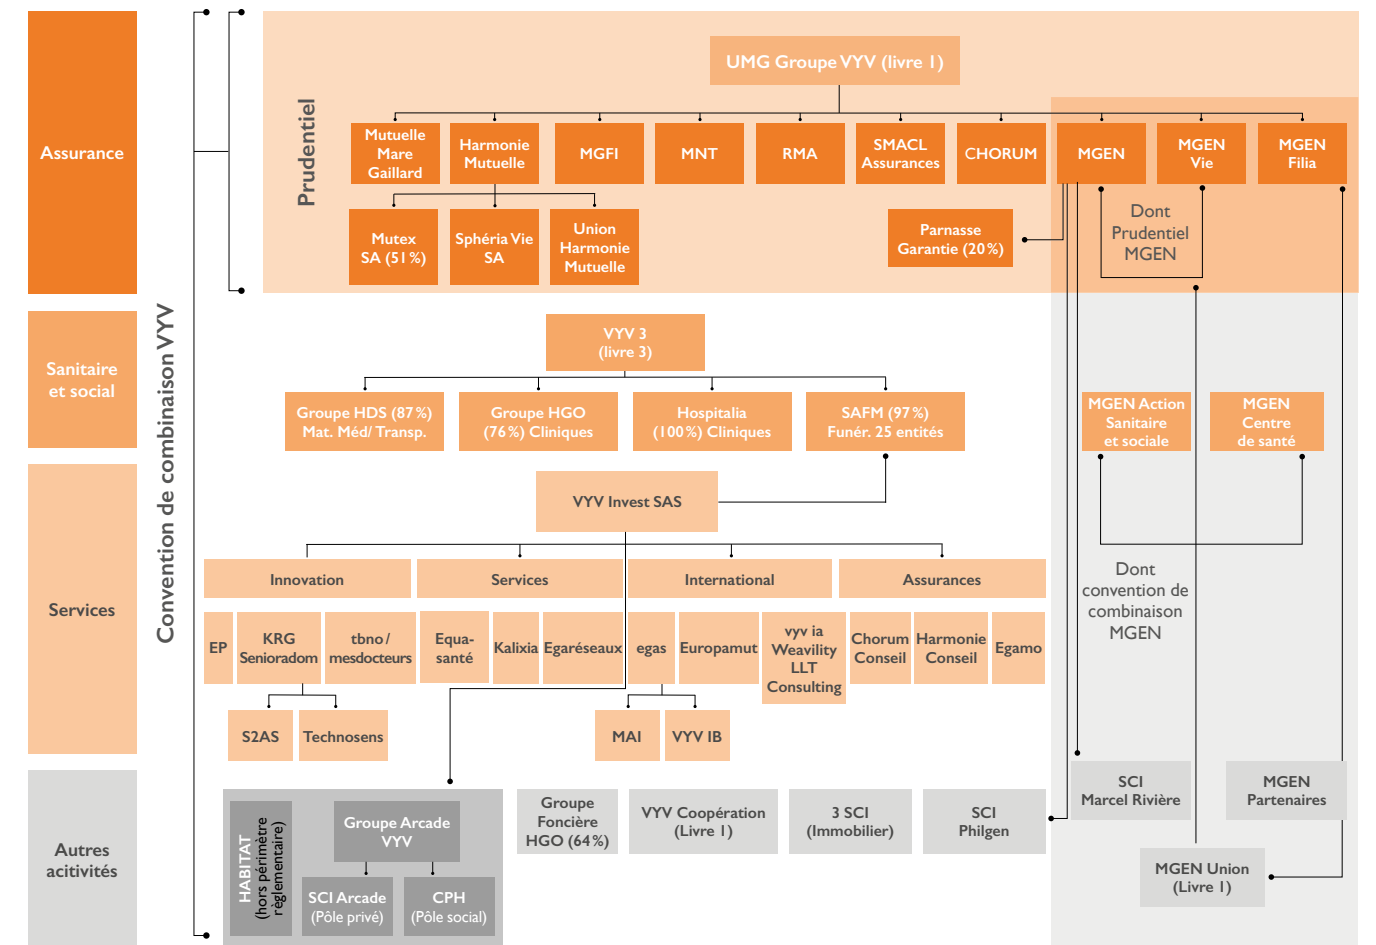 Assurance
Sanitaire
et social
Services
Autres
acitivités
Convention de combinaison VYV
Prudentiel
UMG Groupe VYV (livre 1)
Mutuelle
Mare
Gaillard
Harmonie
Mutuelle
MGFI
MNT
RMA
SMACL
Assurances
CHORUM
MGEN
MGEN
Vie
MGEN
Filia
Mutex
SA (51%)
Sphéria Vie
SA
Union
Harmonie
Mutuelle
Parnasse
Garantie (20%)
Dont
Prudentiel
MGEN
VYV 3
(livre 3)
Groupe HDS (87%)
Mat. Méd/ Transp.
Groupe HGO
(76%) Cliniques
Hospitalia
(100%) Cliniques
SAFM (97%)
Funér. 25 entités
MGEN Action
Sanitaire
et sociale
MGEN
Centre
de santé
VYV Invest SAS
Innovation
Services
International
Assurances
EP
KRG
Senioradom
tbno /
mesdocteurs
Equa-
santé
Kalixia
Egaréseaux
egas
Europamut
vyv ia
Weavility
LLT
Consulting
Chorum
Conseil
Harmonie
Conseil
Egamo
S2AS
Technosens
MAI
VYV IB
Dont
convention de
combinaison
MGEN
HABITAT
(hors périmètre
règlementaire)
Groupe Arcade
VYV
SCI Arcade
(Pôle privé)
CPH
(Pôle social)
Groupe
Foncière
HGO (64%)
VYV Coopération
(Livre 1)
3 SCI
(Immobilier)
SCI
Philgen
SCI
Marcel Rivière
MGEN
Partenaires
MGEN Union
(Livre 1)